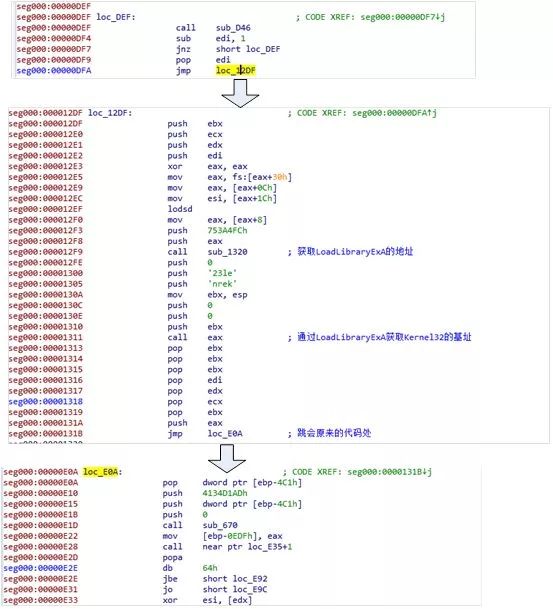 seg000:00000DEF
seg000:00000DEF loc_DEF: ; CODE XREF: seg000:00000DF7↓j
seg000:00000DEF call sub_D46
seg000:00000DF4 sub edi, 1
seg000:00000DF7 jnz short loc_DEF
seg000:00000DF9 pop edi
seg000:00000DFA jmp loc_12DF
seg000:000012DF loc_12DF: ; CODE XREF: seg000:00000DFA↑j
seg000:000012DF push ebx
seg000:000012E0 push ecx
seg000:000012E1 push edx
seg000:000012E2 push edi
seg000:000012E3 xor eax, eax
seg000:000012E5 mov eax, fs:[eax+30h]
seg000:000012E9 mov eax, [eax+0Ch]
seg000:000012EC mov esi, [eax+1Ch]
seg000:000012EF lodsd
seg000:000012F0 mov eax, [eax+8]
seg000:000012F3 push 753A4FCh
seg000:000012F8 push eax
seg000:000012F9 call sub_1320 ; 获取LoadLibraryExA的地址
seg000:000012FE push 0
seg000:00001300 push '23le'
seg000:00001305 push 'nrek'
seg000:0000130A mov ebx, esp
seg000:0000130C push 0
seg000:0000130E push 0
seg000:00001310 push ebx
seg000:00001311 call eax ; 通过LoadLibraryExA获取Kernel32的基址
seg000:00001313 pop ebx
seg000:00001314 pop ebx
seg000:00001315 pop ebx
seg000:00001316 pop edi
seg000:00001317 pop edx
seg000:00001318 pop ecx
seg000:00001319 pop ebx
seg000:0000131A push eax
seg000:0000131B jmp loc_E0A ; 跳会原来的代码处
seg000:00000E0A loc_E0A: ; CODE XREF: seg000:0000131B↓j
seg000:00000E0A pop dword ptr [ebp-4C1h]
seg000:00000E10 push 4134D1ADh
seg000:00000E15 push dword ptr [ebp-4C1h]
seg000:00000E1B push 0
seg000:00000E1D call sub_670
seg000:00000E22 mov [ebp-0EDFh], eax
seg000:00000E28 call near ptr loc_E35+1
seg000:00000E2D popa
seg000:00000E2E db 64h
seg000:00000E2E jbe short loc_E92
seg000:00000E31 jo short loc_E9C
seg000:00000E33 xor esi, [edx]